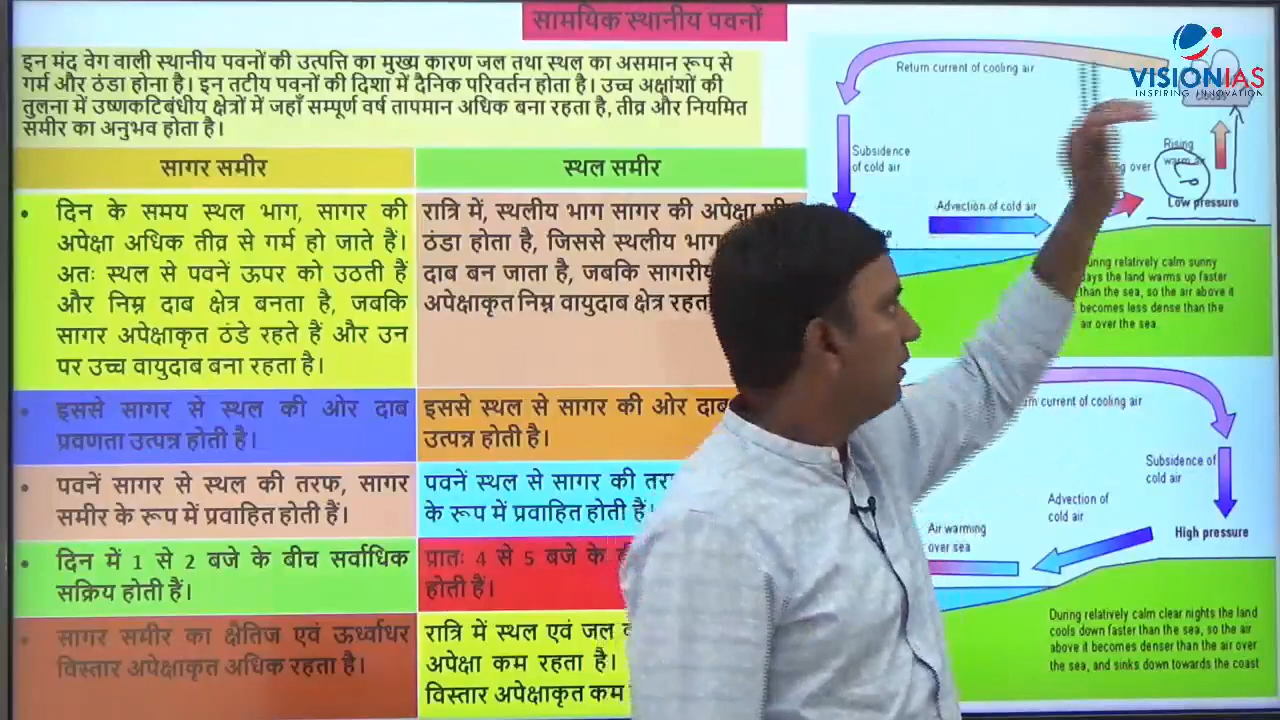 सामयिक स्थानीय पवनों
इन मंद वेग वाली स्थानीय पवनों की उत्पत्ति का मुख्य कारण जल तथा स्थल का असमान रूप से
गर्म और ठंडा होना है। इन तटीय पवनों की दिशा में दैनिक परिवर्तन होता है। उच्च अक्षांशों की
तुलना में उष्णकटिबंधीय क्षेत्रों में जहाँ सम्पूर्ण वर्ष तापमान अधिक बना रहता है, तीव्र और नियमित
समीर का अनुभव होता है।
सागर समीर
दिन के समय स्थल भाग, सागर की
अपेक्षा अधिक तीव्र से गर्म हो जाते हैं।
अतः स्थल से पवनें ऊपर को उठती हैं
और निम्न दाब क्षेत्र बनता है, जबकि
सागर अपेक्षाकृत ठंडे रहते हैं और उन
पर उच्च वायुदाब बना रहता है।
इससे सागर से स्थल की ओर दाब
प्रवणता उत्पन्न होती है।
पवनें सागर से स्थल की तरफ, सागर
समीर के रूप में प्रवाहित होती हैं।
दिन में 1 से 2 बजे के बीच सर्वाधिक
सक्रिय होती हैं।
सागर समीर का क्षैतिज एवं ऊर्ध्वाधर
विस्तार अपेक्षाकृत अधिक रहता है।
स्थल समीर
रात्रि में, स्थलीय भाग सागर की अपेक्षा
ठंडा होता है, जिससे स्थलीय भाग
दाब बन जाता है, जबकि सागरीय
अपेक्षाकृत निम्न वायुदाब क्षेत्र रहता
इससे स्थल से सागर की ओर दाब
उत्पन्न होती है।
पवनें स्थल से सागर की
के रूप में प्रवाहित होती हैं।
प्रातः 4 से 5 बजे के
होती हैं।
रात्रि में स्थल एवं जल
अपेक्षा कम रहता है।
विस्तार अपेक्षाकृत कम
VISIONIAS
INSPIRING INNOVATION
Return current of cooling air
clouds
Subsidence
of cold air
Rising
warm air
over
Advection of cold air
Low pressure
During relatively calm sunny
days the land warms up faster
than the sea, so the air above it
becomes less dense than the
air over the sea.
current of cooling air
Subsidence of
cold air
Advection of
cold air
Air warming
over sea
High pressure
During relatively calm clear nights the land
cools down faster than the sea, so the air
above it becomes denser than the air over
the sea, and sinks down towards the coast